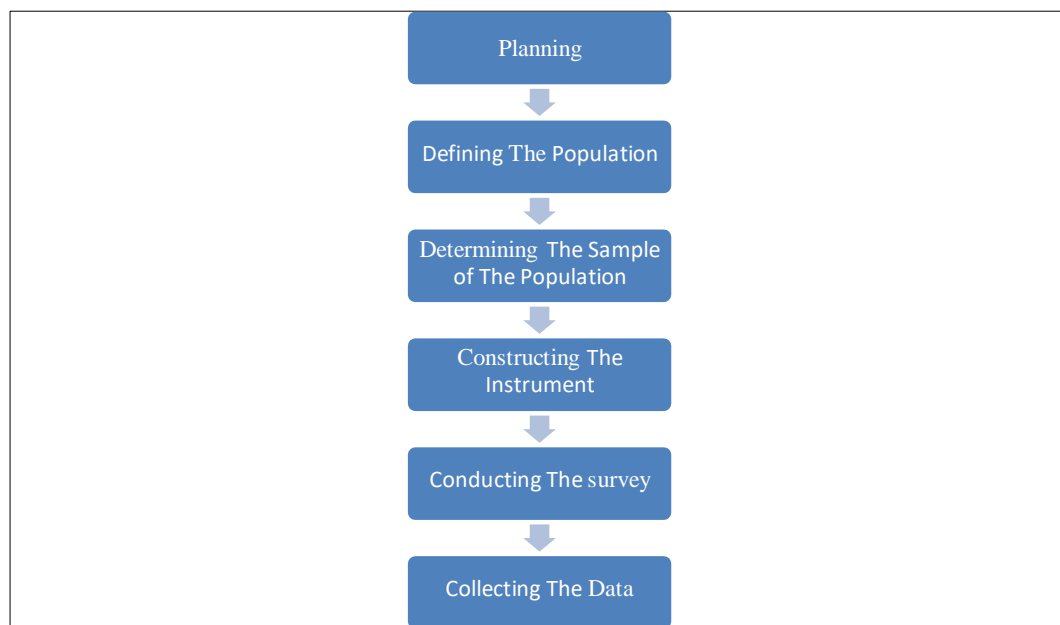 Planning
Defining The Population
Determining The Sample
of The Population
Constructing The
Instrument
Conducting The survey
Collecting The Data